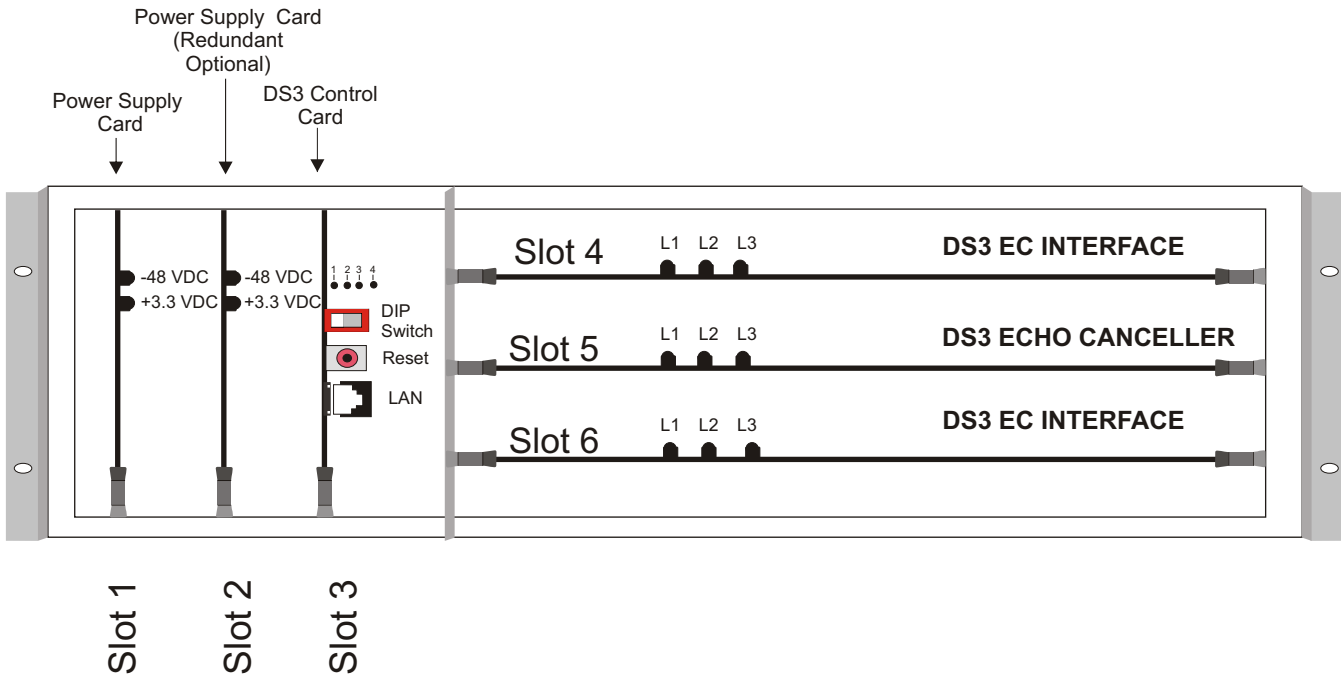 Power Supply Card
(Redundant
Optional)
Power Supply
Card
DS3 Control
Card
-48 VDC
+3.3 VDC
-48 VDC
+3.3 VDC
1 2 3 4
DIP
Switch
Reset
LAN
Slot 4
L1 L2 L3
DS3 EC INTERFACE
Slot 5
L1 L2 L3
DS3 ECHO CANCELLER
Slot 6
L1 L2 L3
DS3 EC INTERFACE
Slot 1
Slot 2
Slot 3